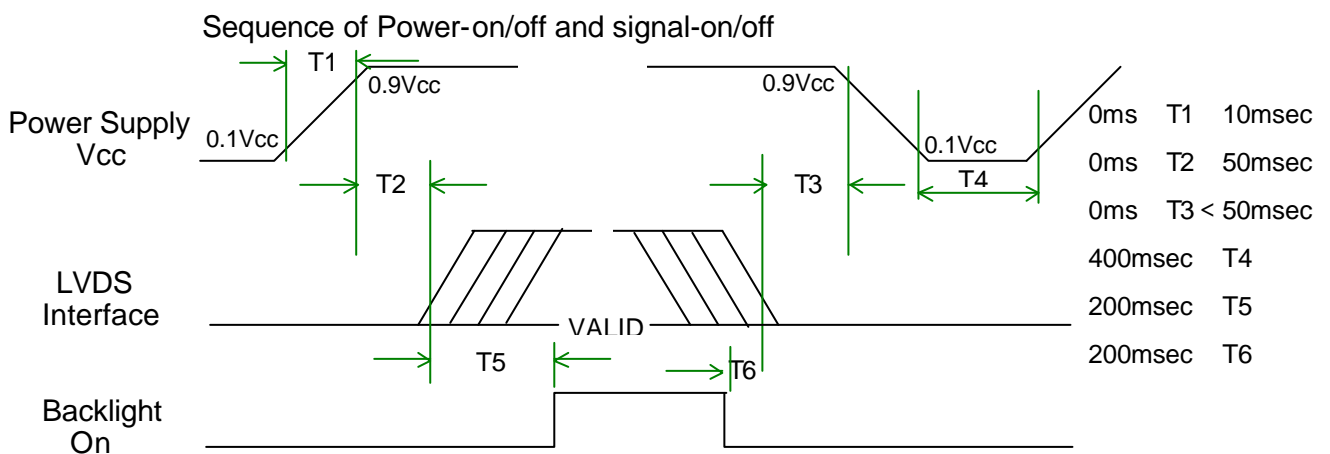 Sequence of Power-on/off and signal-on/off
T1
0.9Vcc
0.9Vcc
Power Supply
Vcc
0.1Vcc
0.1Vcc
T2
T3
T4
0ms T1 10msec
0ms T2 50msec
0ms T3 < 50msec
400msec T4
200msec T5
200msec T6
LVDS
Interface
VALID
T5
T6
Backlight
On